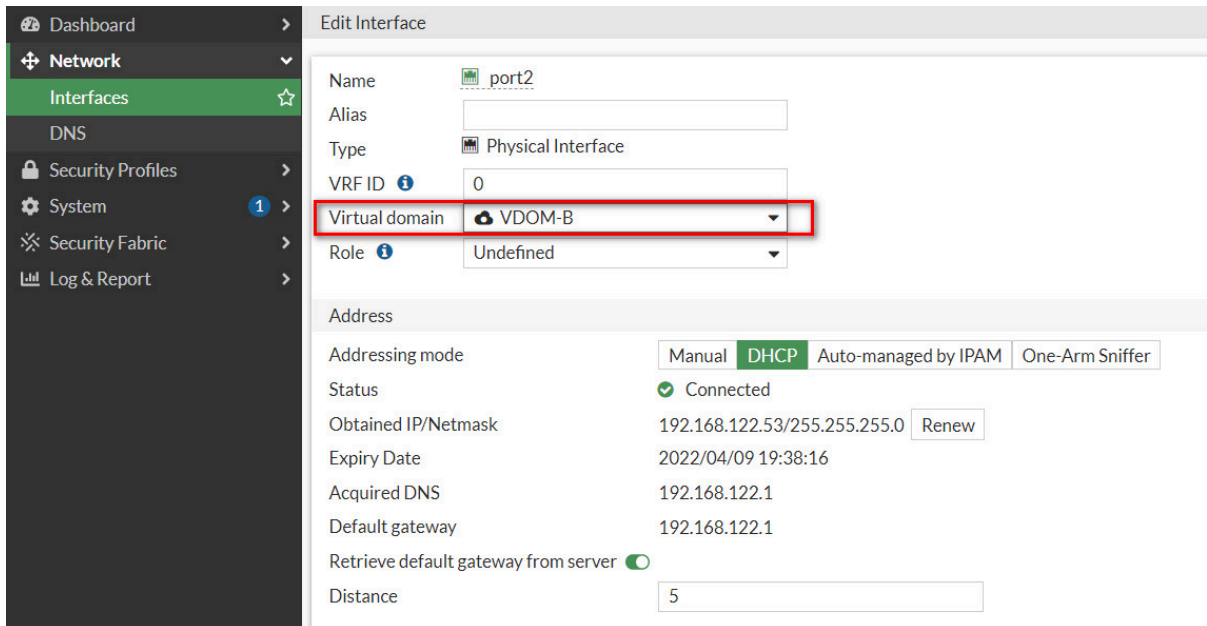 Dashboard
Network
Interfaces
DNS
Security Profiles
System 1
Security Fabric
Log & Report
Edit Interface
Name port2
Alias
Type Physical Interface
VRF ID 0
Virtual domain VDOM-B
Role Undefined
Address
Addressing mode Manual DHCP Auto-managed by IPAM One-Arm Sniffer
Status Connected
Obtained IP/Netmask 192.168.122.53/255.255.255.0 Renew
Expiry Date 2022/04/09 19:38:16
Acquired DNS 192.168.122.1
Default gateway 192.168.122.1
Retrieve default gateway from server
Distance 5